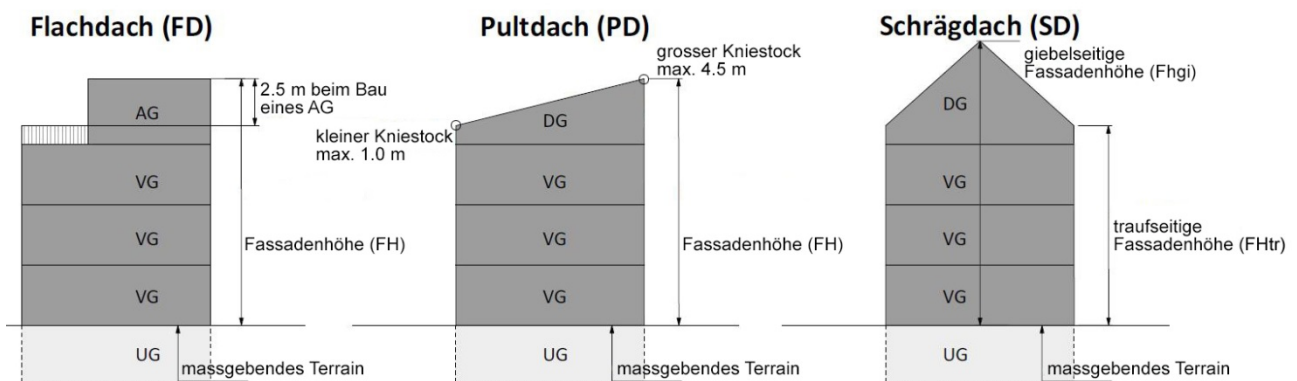 Flachdach (FD)
AG
2.5 m beim Bau
eines AG
VG
VG
VG
Fassadenhöhe (FH)
UG
massgebendes Terrain
Pultdach (PD)
grosser Kniestock
max. 4.5 m
kleiner Kniestock
max. 1.0 m
DG
VG
VG
VG
Fassadenhöhe (FH)
UG
massgebendes Terrain
Schrägdach (SD)
giebelseitige
Fassadenhöhe (Fhgi)
DG
VG
VG
VG
traufseitige
Fassadenhöhe (FHtr)
UG
massgebendes Terrain